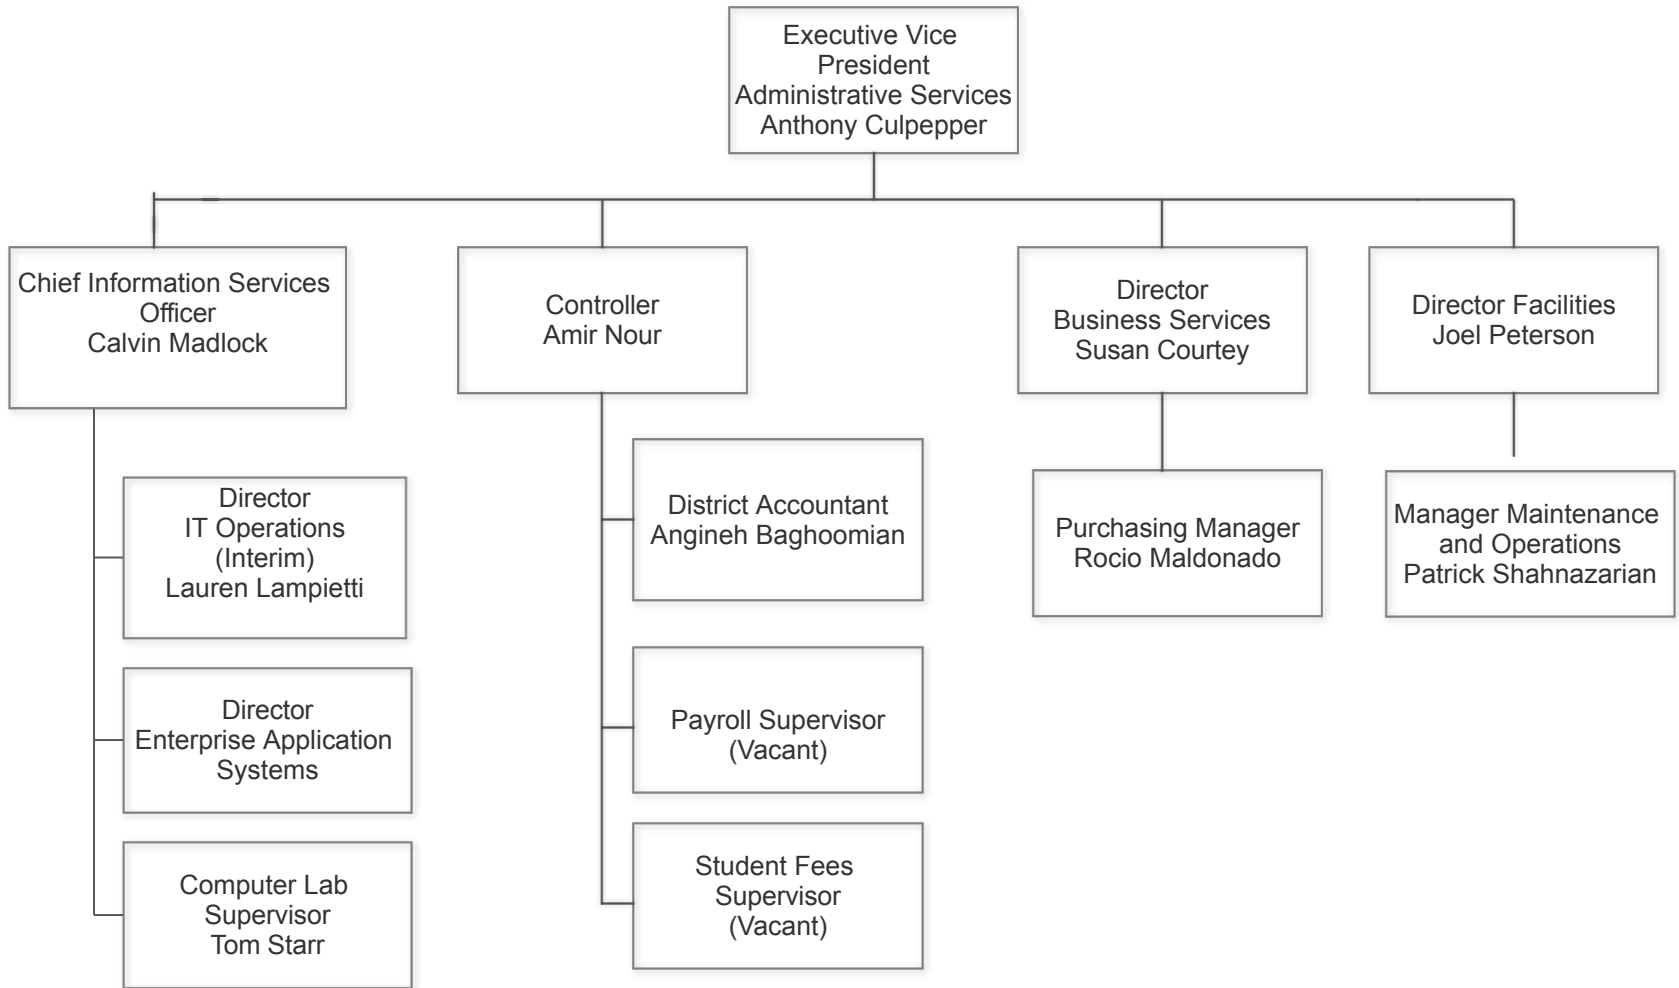 Executive Vice
President
Administrative Services
Anthony Culpepper
Chief Information Services
Officer
Calvin Madlock
Controller
Amir Nour
Director
Business Services
Susan Courtey
Director Facilities
Joel Peterson
Director
IT Operations
(Interim)
Lauren Lampietti
Director
Enterprise Application
Systems
Computer Lab
Supervisor
Tom Starr
District Accountant
Angineh Baghoomian
Payroll Supervisor
(Vacant)
Student Fees
Supervisor
(Vacant)
Purchasing Manager
Rocio Maldonado
Manager Maintenance
and Operations
Patrick Shahnazarian